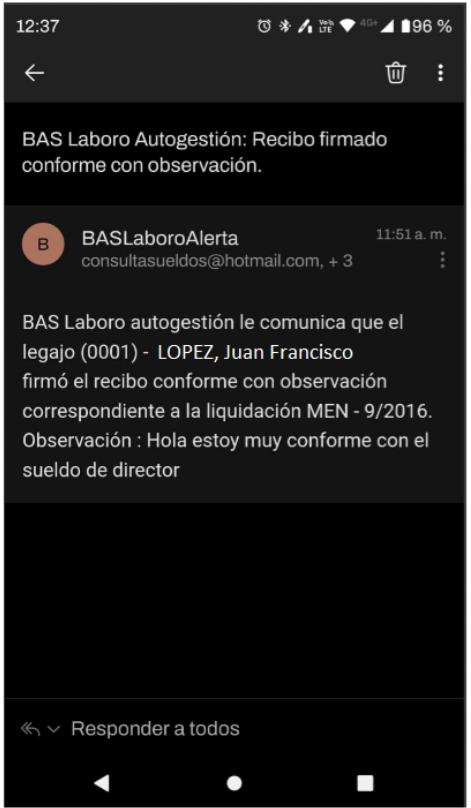 12:37 VoLTE 4G+ 96 %
BAS Laboro Autogestión: Recibo firmado
conforme con observación.
B
BASLaboroAlerta 11:51 a. m.
consultasueldos@hotmail.com, + 3
BAS Laboro autogestión le comunica que el
legajo (0001) - LOPEZ, Juan Francisco
firmó el recibo conforme con observación
correspondiente a la liquidación MEN - 9/2016.
Observación : Hola estoy muy conforme con el
sueldo de director
Responder a todos